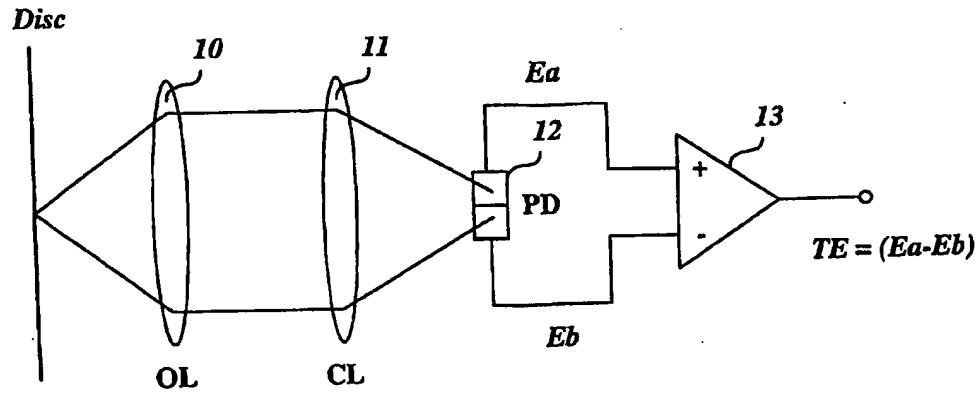 Disc
10
11
Ea
12
13
+
PD
-
TE = (Ea-Eb)
Eb
OL
CL